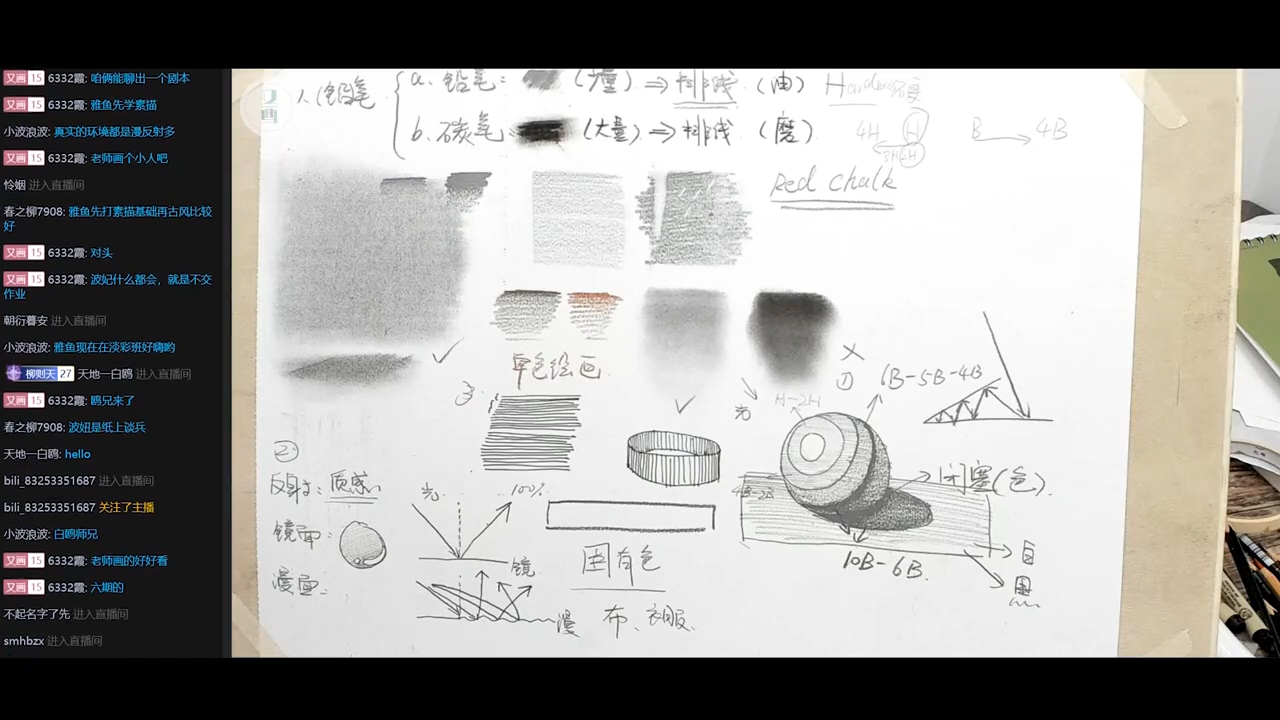 又画 15 6332霞: 咱俩能聊出一个剧本
又画 15 6332霞: 雅鱼先学素描
小波浪波: 真实的环境都是漫反射多
又画 15 6332霞: 老师画个小人吧
怜姻 进入直播间
春之柳7908: 雅鱼先打素描基础再古风比较
好
又画 15 6332霞: 对头
又画 15 6332霞: 波妃什么都会，就是不交
作业
朝衍暮安 进入直播间
小波浪波: 雅鱼现在在淡彩班好嗨哟
柳则天 27 天地一白鸥 进入直播间
又画 15 6332霞: 鸥兄来了
春之柳7908: 波妞是纸上谈兵
天地一白鸥: hello
bili_83253351687 进入直播间
bili_83253351687 关注了主播
小波浪波: 白鸥师兄
又画 15 6332霞: 老师画的好好看
又画 15 6332霞: 六期的
不起名字了先 进入直播间
smhbzx 进入直播间
画
a. 铅笔: ⇒ 排线 (油)
b. 碳笔: (大量) ⇒ 排线 (磨) 4H H B → 4B
Red chalk
单色绘画
① 6B-5B-4B
光 H-2H
②
反射: 质感
光 100%
闭塞(色)
4B-2B
镜面:
漫面:
镜
固有色
10B-6B
漫 布、衣服